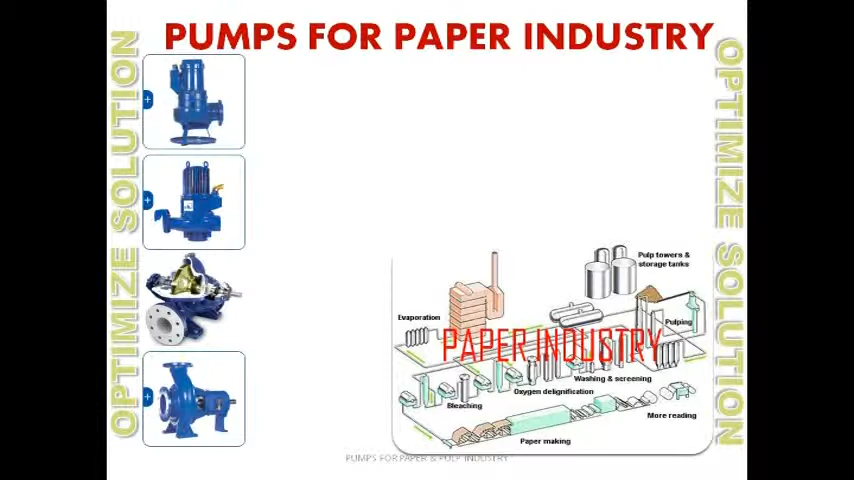 PUMPS FOR PAPER INDUSTRY
OPTIMIZE SOLUTION
OPTIMIZE SOLUTION
Pulp towers &
storage tanks
Evaporation
Pulping
PAPER INDUSTRY
Washing & screening
Oxygen delignification
Bleaching
More reading
Paper making
PUMPS FOR PAPER & PULP INDUSTRY